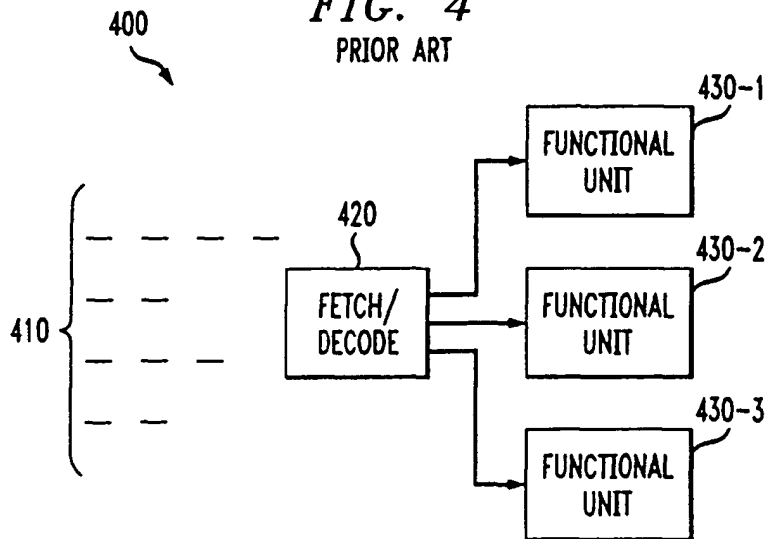 FIG. 4
PRIOR ART
400
430-1
FUNCTIONAL
UNIT
420
430-2
FETCH/
DECODE
FUNCTIONAL
UNIT
410
430-3
FUNCTIONAL
UNIT